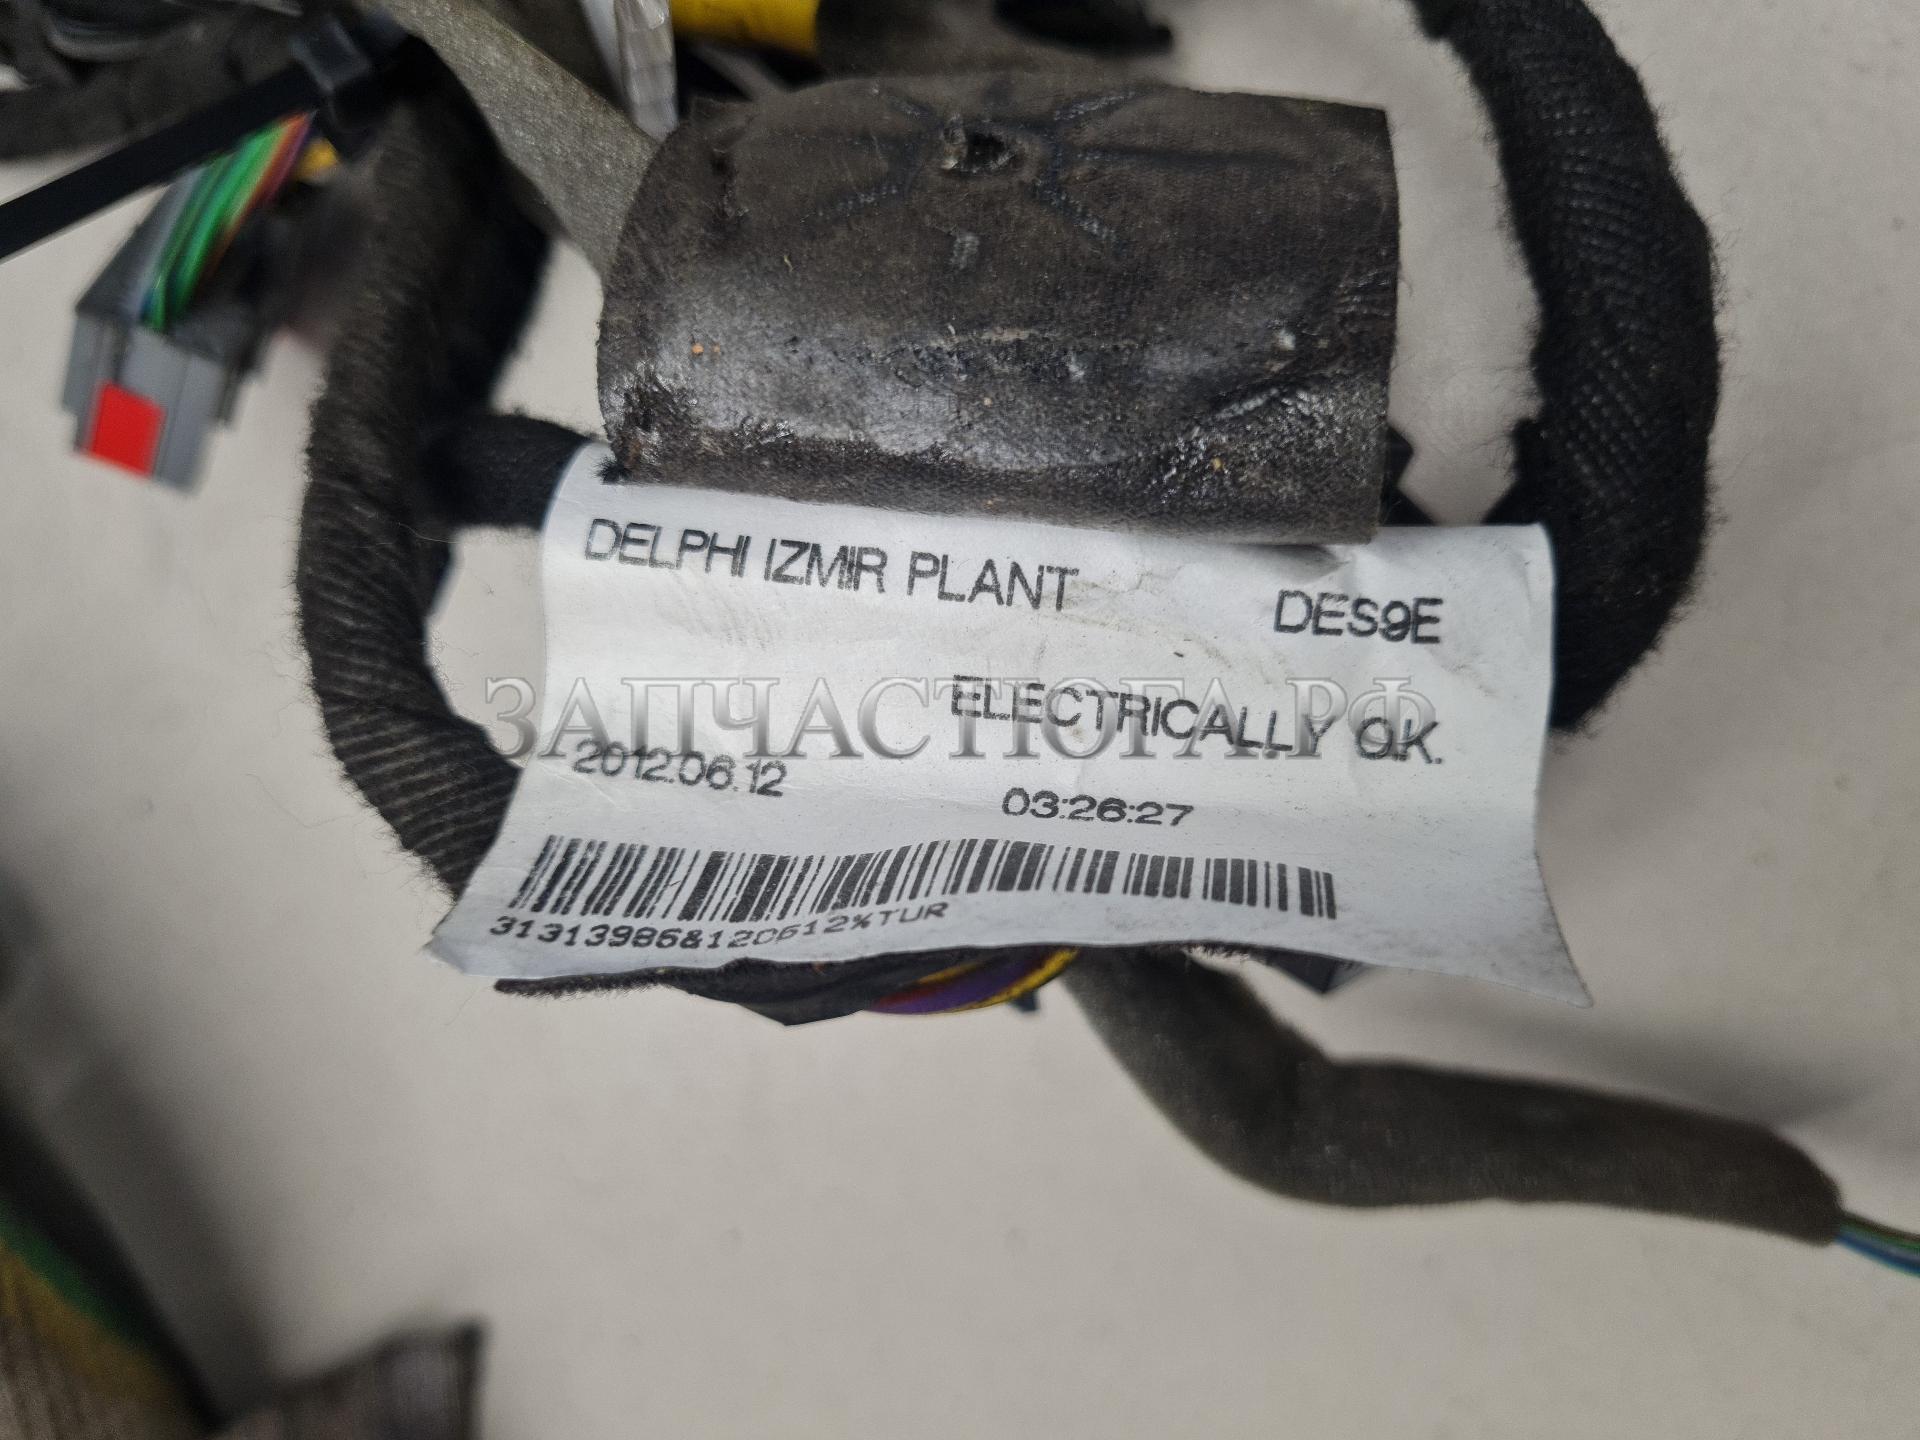 DELPHI IZMIR PLANT DES9E
ELECTRICALLY O.K.
ЗАПЧАСТЮГА.РФ
2012.06.12 03:26:27
31313986&120612%TUR